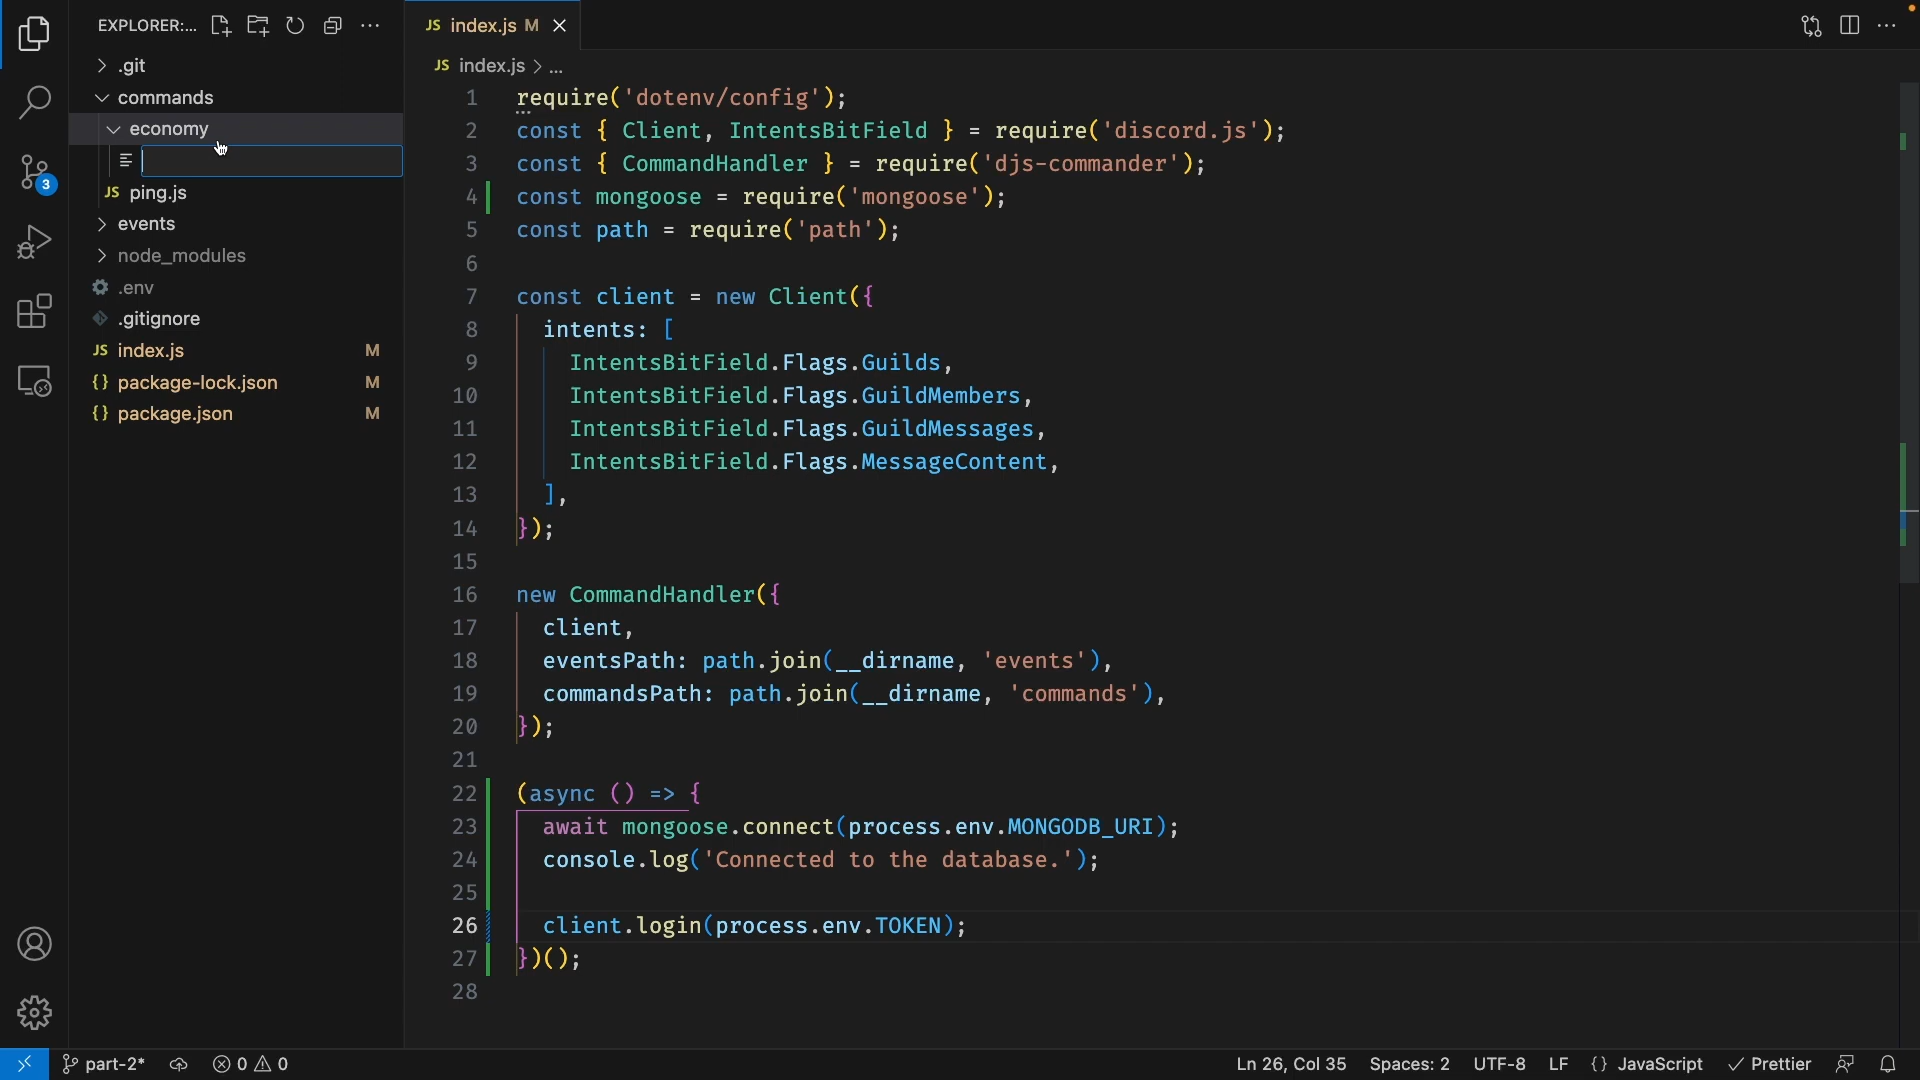 EXPLORER:...
.git
commands
economy
JS ping.js
events
node_modules
.env
.gitignore
JS index.js M
{} package-lock.json M
{} package.json M
3
JS index.js M
JS index.js > ...
1 require('dotenv/config');
2 const { Client, IntentsBitField } = require('discord.js');
3 const { CommandHandler } = require('djs-commander');
4 const mongoose = require('mongoose');
5 const path = require('path');
6
7 const client = new Client({
8 intents: [
9 IntentsBitField.Flags.Guilds,
10 IntentsBitField.Flags.GuildMembers,
11 IntentsBitField.Flags.GuildMessages,
12 IntentsBitField.Flags.MessageContent,
13 ],
14 });
15
16 new CommandHandler({
17 client,
18 eventsPath: path.join(__dirname, 'events'),
19 commandsPath: path.join(__dirname, 'commands'),
20 });
21
22 (async () => {
23 await mongoose.connect(process.env.MONGODB_URI);
24 console.log('Connected to the database.');
25
26 client.login(process.env.TOKEN);
27 })();
28
part-2* 0 0 Ln 26, Col 35 Spaces: 2 UTF-8 LF {} JavaScript Prettier